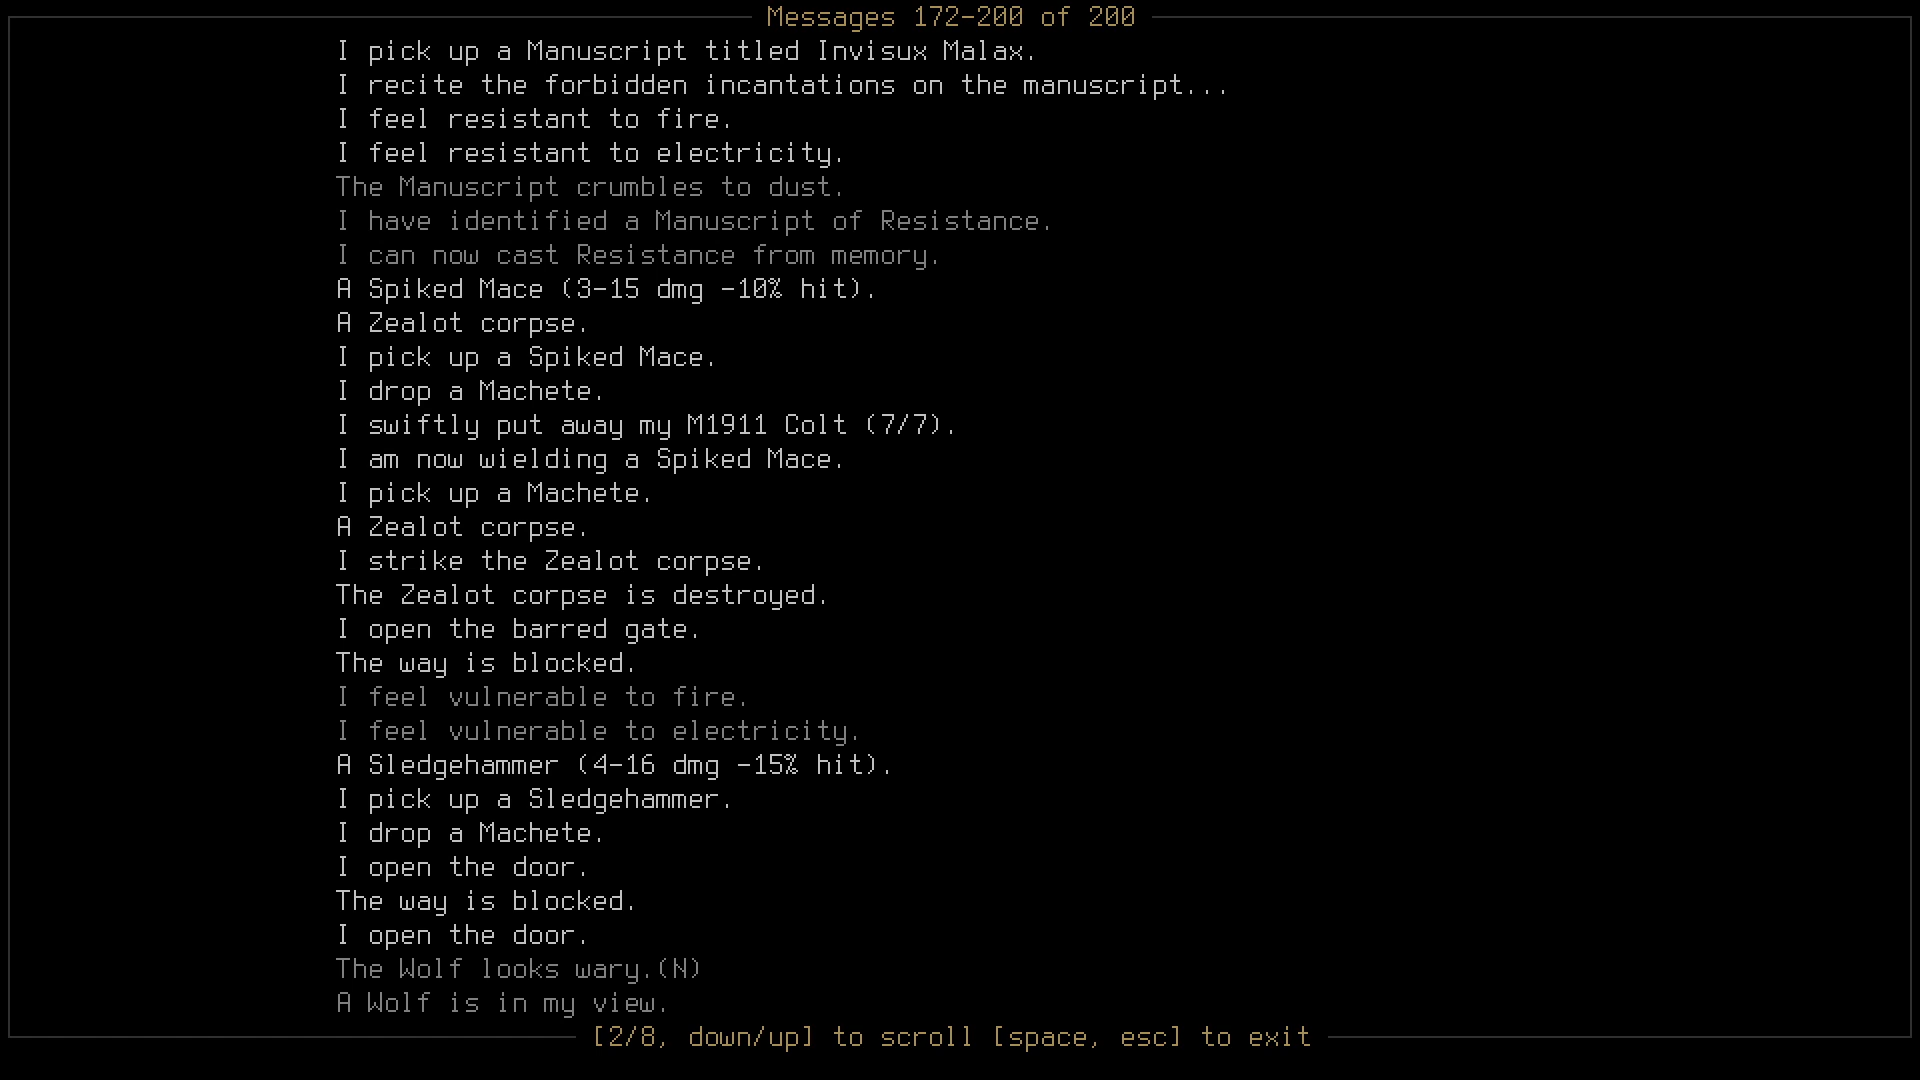 Messages 172-200 of 200
I pick up a Manuscript titled Invisux Malax.
I recite the forbidden incantations on the manuscript...
I feel resistant to fire.
I feel resistant to electricity.
The Manuscript crumbles to dust.
I have identified a Manuscript of Resistance.
I can now cast Resistance from memory.
A Spiked Mace (3-15 dmg -10% hit).
A Zealot corpse.
I pick up a Spiked Mace.
I drop a Machete.
I swiftly put away my M1911 Colt (7/7).
I am now wielding a Spiked Mace.
I pick up a Machete.
A Zealot corpse.
I strike the Zealot corpse.
The Zealot corpse is destroyed.
I open the barred gate.
The way is blocked.
I feel vulnerable to fire.
I feel vulnerable to electricity.
A Sledgehammer (4-16 dmg -15% hit).
I pick up a Sledgehammer.
I drop a Machete.
I open the door.
The way is blocked.
I open the door.
The Wolf looks wary.(N)
A Wolf is in my view.
[2/8, down/up] to scroll [space, esc] to exit